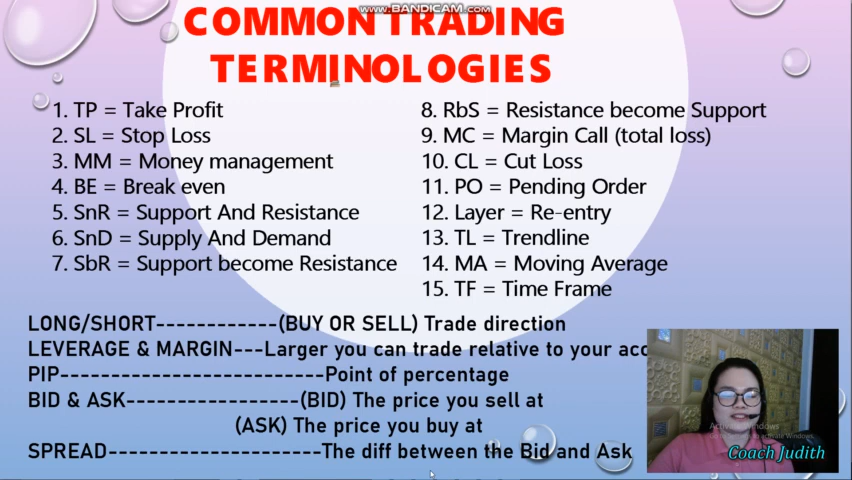 WWW.BANDICAM.COM
COMMON TRADING
TERMINOLOGIES
1. TP = Take Profit
2. SL = Stop Loss
3. MM = Money management
4. BE = Break even
5. SnR = Support And Resistance
6. SnD = Supply And Demand
7. SbR = Support become Resistance
8. RbS = Resistance become Support
9. MC = Margin Call (total loss)
10. CL = Cut Loss
11. PO = Pending Order
12. Layer = Re-entry
13. TL = Trendline
14. MA = Moving Average
15. TF = Time Frame
LONG/SHORT------------(BUY OR SELL) Trade direction
LEVERAGE & MARGIN---Larger you can trade relative to your acc
PIP--------------------------Point of percentage
BID & ASK-----------------(BID) The price you sell at
(ASK) The price you buy at
SPREAD---------------------The diff between the Bid and Ask
Activate Windows
activate Windows.
Coach Judith